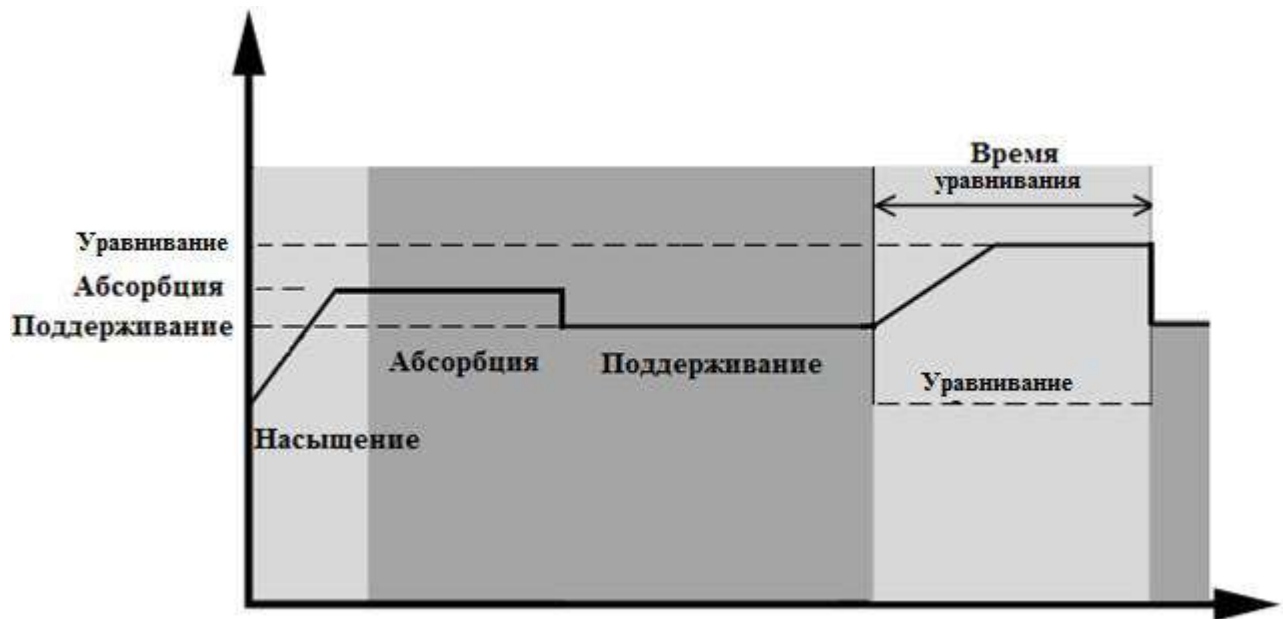 Время
уравнивания
Уравнивание
Абсорбция
Поддерживание
Абсорбция
Поддерживание
Уравнивание
Насыщение